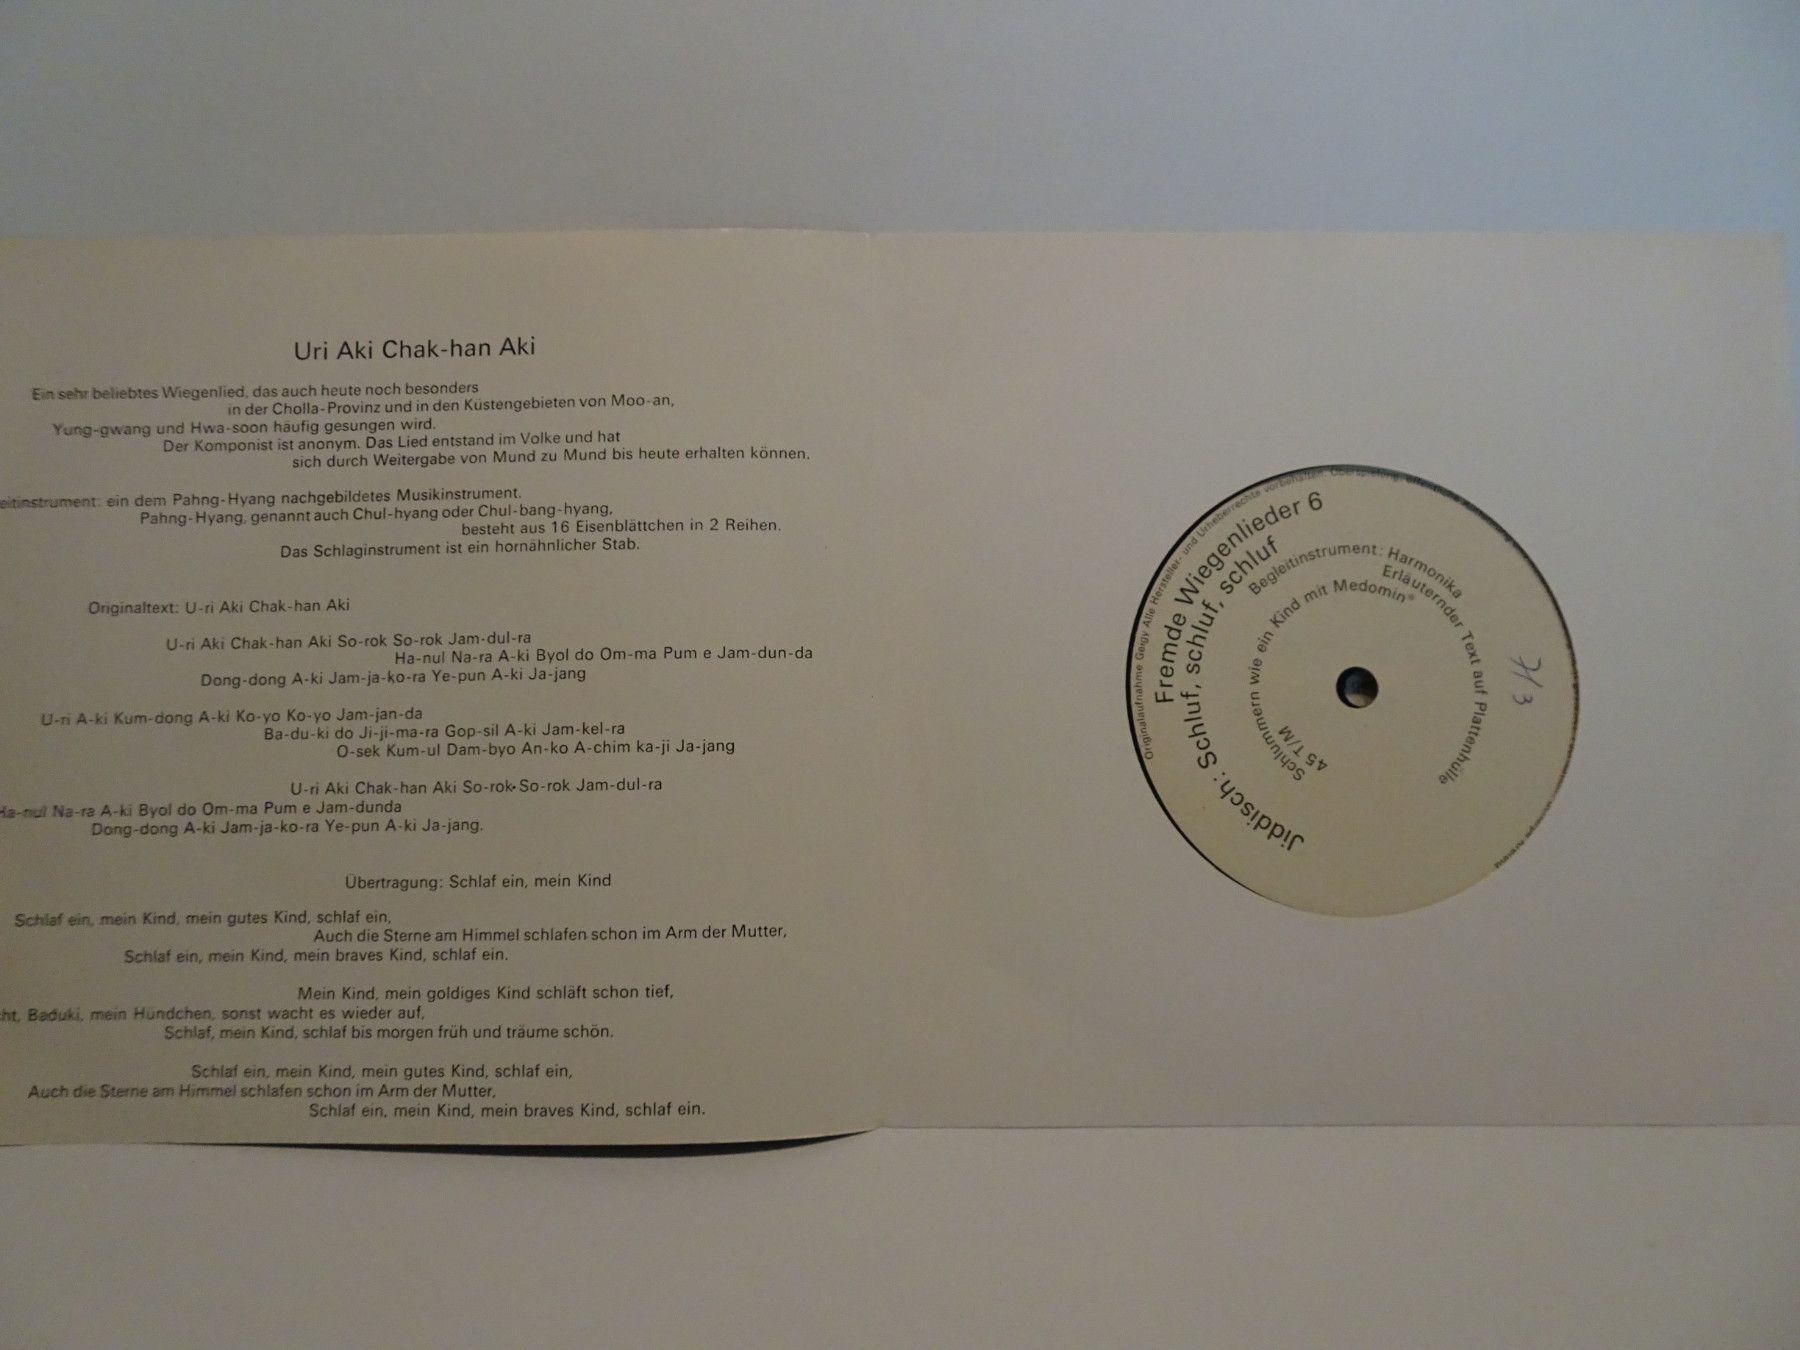 Uri Aki Chak-han Aki
Ein sehr beliebtes Wiegenlied, das auch heute noch besonders
in der Cholla-Provinz und in den Küstengebieten von Moo-an,
Yung-gwang und Hwa-soon häufig gesungen wird.
Der Komponist ist anonym. Das Lied entstand im Volke und hat
sich durch Weitergabe von Mund zu Mund bis heute erhalten können.
eitinstrument: ein dem Pahng-Hyang nachgebildetes Musikinstrument.
Pahng-Hyang, genannt auch Chul-hyang oder Chul-bang-hyang,
besteht aus 16 Eisenblättchen in 2 Reihen.
Das Schlaginstrument ist ein hornähnlicher Stab.
Originaltext: U-ri Aki Chak-han Aki
U-ri Aki Chak-han Aki So-rok So-rok Jam-dul-ra
Ha-nul Na-ra A-ki Byol do Om-ma Pum e Jam-dun-da
Dong-dong A-ki Jam-ja-ko-ra Ye-pun A-ki Ja-jang
U-ri A-ki Kum-dong A-ki Ko-yo Ko-yo Jam-jan-da
Ba-du-ki do Ji-ji-ma-ra Gop-sil A-ki Jam-kel-ra
O-sek Kum-ul Dam-byo An-ko A-chim ka-ji Ja-jang
U-ri Aki Chak-han Aki So-rok So-rok Jam-dul-ra
Ha-nul Na-ra A-ki Byol do Om-ma Pum e Jam-dunda
Dong-dong A-ki Jam-ja-ko-ra Ye-pun A-ki Ja-jang.
Übertragung: Schlaf ein, mein Kind
Schlaf ein, mein Kind, mein gutes Kind, schlaf ein,
Auch die Sterne am Himmel schlafen schon im Arm der Mutter,
Schlaf ein, mein Kind, mein braves Kind, schlaf ein.
Mein Kind, mein goldiges Kind schläft schon tief,
cht, Baduki, mein Hündchen, sonst wacht es wieder auf,
Schlaf, mein Kind, schlaf bis morgen früh und träume schön.
Schlaf ein, mein Kind, mein gutes Kind, schlaf ein,
Auch die Sterne am Himmel schlafen schon im Arm der Mutter,
Schlaf ein, mein Kind, mein braves Kind, schlaf ein.
Originalaufnahme Geigy Alle Hersteller- und Urheberrechte vorbehalten. Überspielung,
Fremde Wiegenlieder 6
Jiddisch: Schluf, schluf, schluf
Begleitinstrument: Harmonika
Erläuternder Text auf Plattenhülle
Schlummern wie ein Kind mit Medomin®
45 T/M